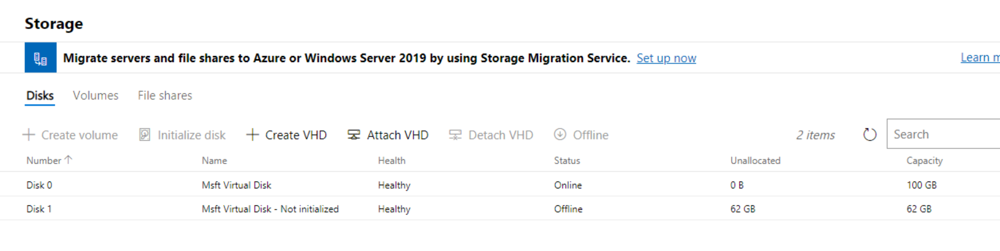 Storage
Migrate servers and file shares to Azure or Windows Server 2019 by using Storage Migration Service. Set up now Learn m
Disks Volumes File shares
Create volume Initialize disk Create VHD Attach VHD Detach VHD Offline 2 items Search
Number Name Health Status Unallocated Capacity
Disk 0 Msft Virtual Disk Healthy Online 0 B 100 GB
Disk 1 Msft Virtual Disk - Not initialized Healthy Offline 62 GB 62 GB